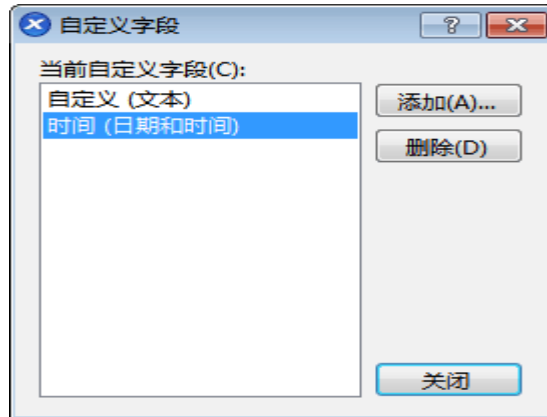 自定义字段
当前自定义字段(C):
自定义 (文本)
时间 (日期和时间)
添加(A)...
删除(D)
关闭